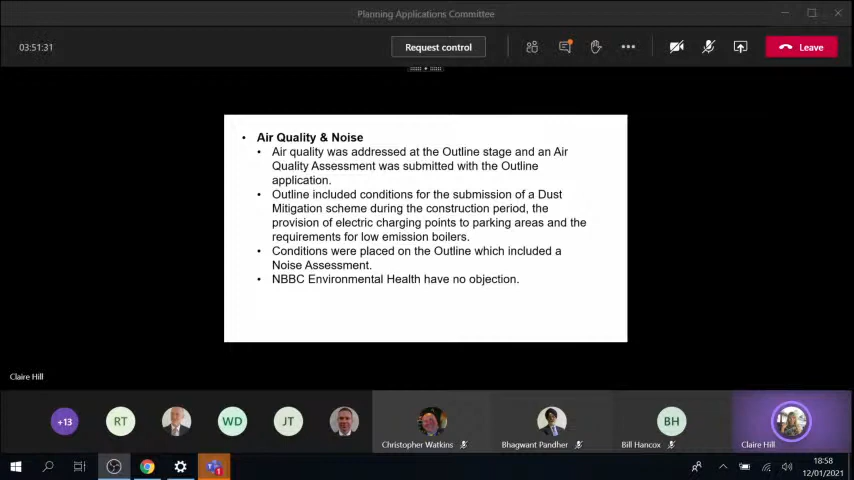 Planning Applications Committee
03:51:31
Request control
Leave
• Air Quality & Noise
• Air quality was addressed at the Outline stage and an Air
Quality Assessment was submitted with the Outline
application.
• Outline included conditions for the submission of a Dust
Mitigation scheme during the construction period, the
provision of electric charging points to parking areas and the
requirements for low emission boilers.
• Conditions were placed on the Outline which included a
Noise Assessment.
• NBBC Environmental Health have no objection.
Claire Hill
+13
RT
WD
JT
BH
Christopher Watkins
Bhagwant Pandher
Bill Hancox
Claire Hill
1
18:58
12/01/2021